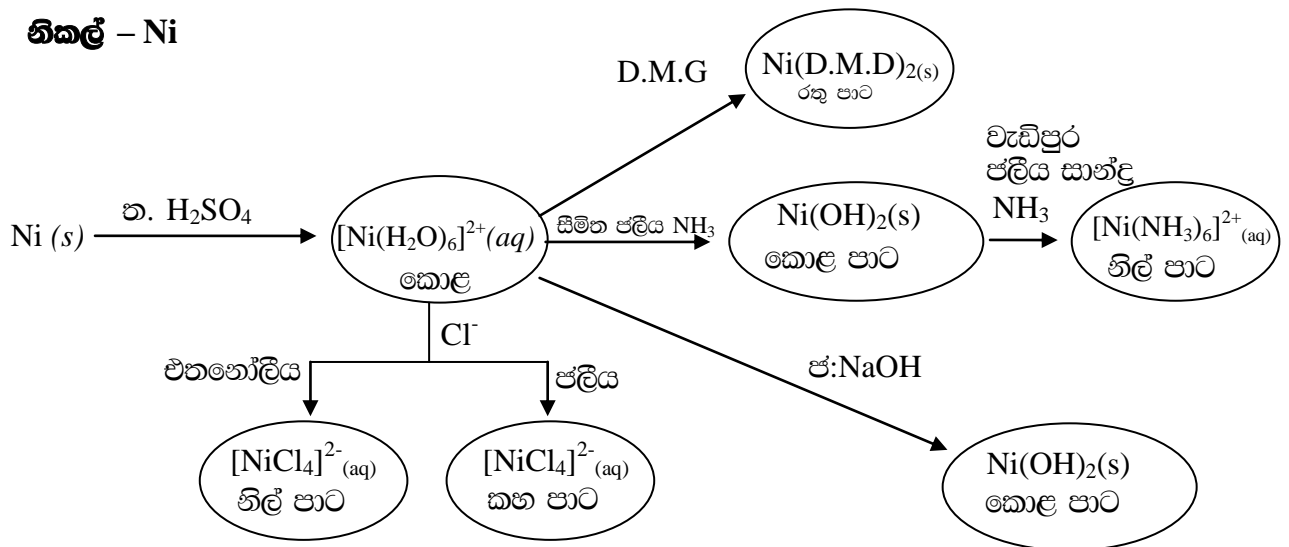 නිකල් – Ni
D.M.G
Ni(D.M.D)₂₍ₛ₎
රතු පාට
Ni (s)
ත. H₂SO₄
[Ni(H₂O)₆]²⁺(aq)
කොළ
සීමිත ජලීය NH₃
Ni(OH)₂(s)
කොළ පාට
වැඩිපුර
ජලීය සාන්ද්‍ර
NH₃
[Ni(NH₃)₆]²⁺(aq)
නිල් පාට
Cl⁻
එතනෝලීය
ජලීය
ජ:NaOH
[NiCl₄]²⁻(aq)
නිල් පාට
[NiCl₄]²⁻(aq)
කහ පාට
Ni(OH)₂(s)
කොළ පාට